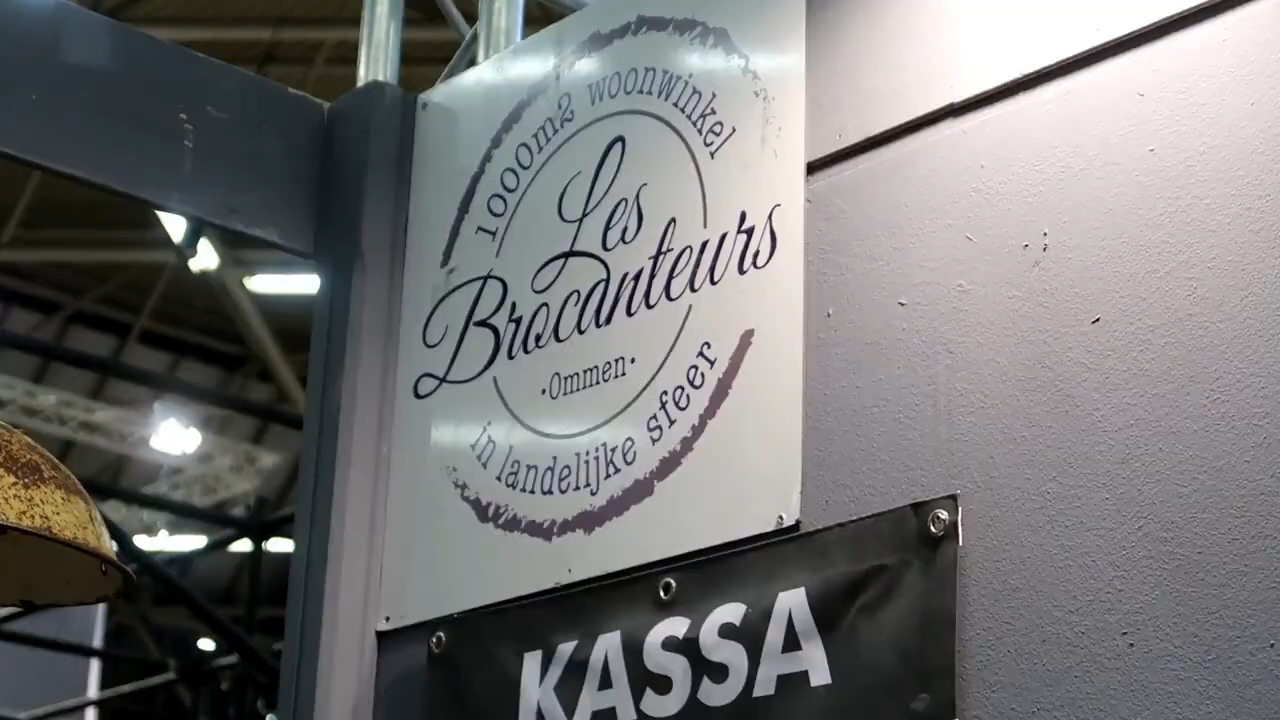 1000m2 woonwinkel
Les
Brocanteurs
·Ommen·
in landelijke sfeer
KASSA